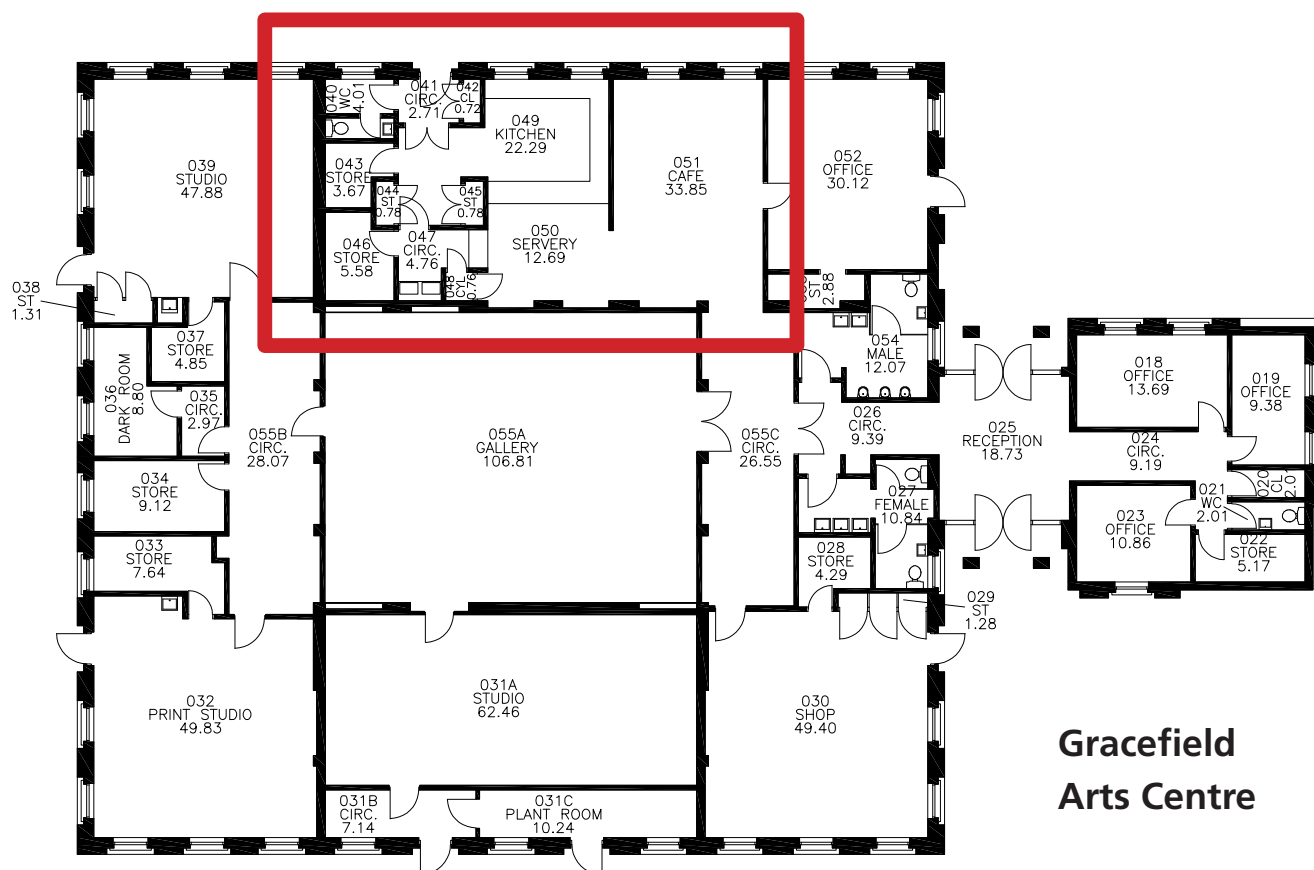 040
WC
4.01
041
CIRC.
2.71
042
CL
0.72
049
KITCHEN
22.29
039
STUDIO
47.88
043
STORE
3.67
044
ST
0.78
045
ST
0.78
051
CAFE
33.85
052
OFFICE
30.12
046
STORE
5.58
047
CIRC.
4.76
048
CYL
0.76
050
SERVERY
12.69
ST
2.88
038
ST
1.31
037
STORE
4.85
036
DARK ROOM
8.80
035
CIRC.
2.97
054
MALE
12.07
018
OFFICE
13.69
019
OFFICE
9.38
055B
CIRC.
28.07
055A
GALLERY
106.81
055C
CIRC.
26.55
026
CIRC.
9.39
025
RECEPTION
18.73
024
CIRC.
9.19
034
STORE
9.12
027
FEMALE
10.84
020
CL
2.01
021
WC
2.01
023
OFFICE
10.86
022
STORE
5.17
033
STORE
7.64
028
STORE
4.29
029
ST
1.28
032
PRINT STUDIO
49.83
031A
STUDIO
62.46
030
SHOP
49.40
Gracefield
Arts Centre
031B
CIRC.
7.14
031C
PLANT ROOM
10.24